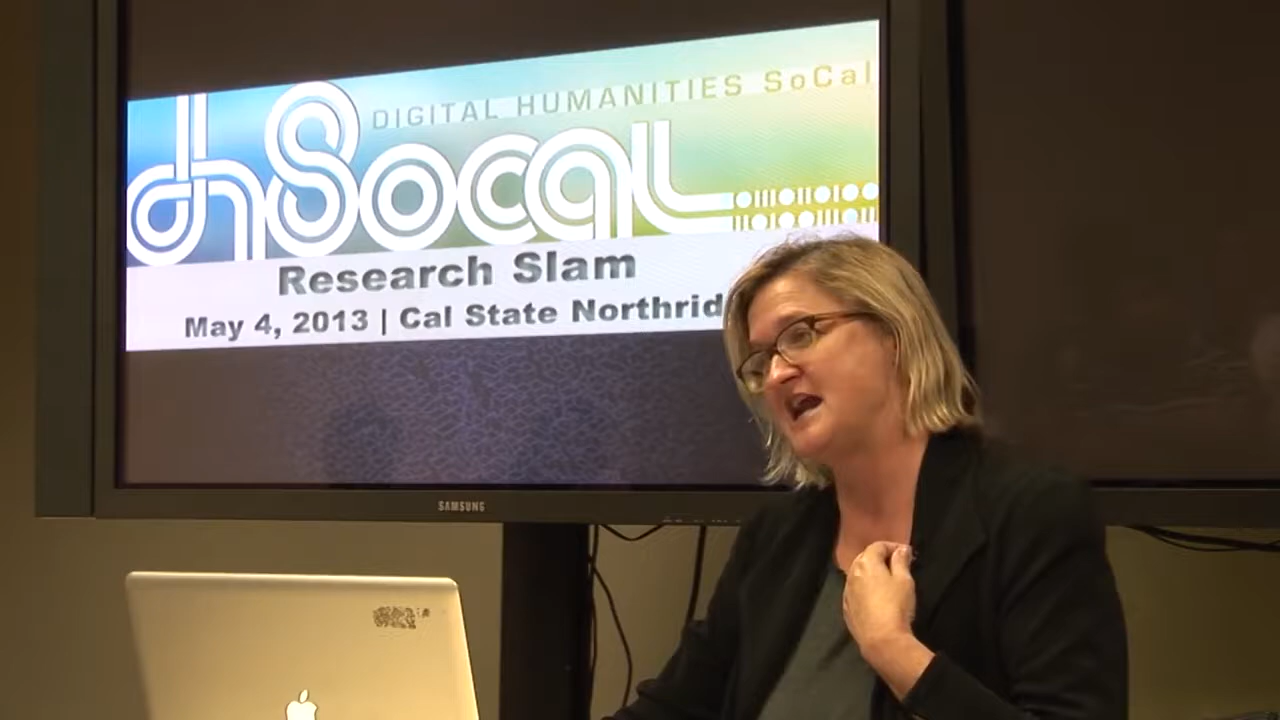 DIGITAL HUMANITIES SoCal
dhSocal
Research Slam
May 4, 2013 | Cal State Northrid
SAMSUNG